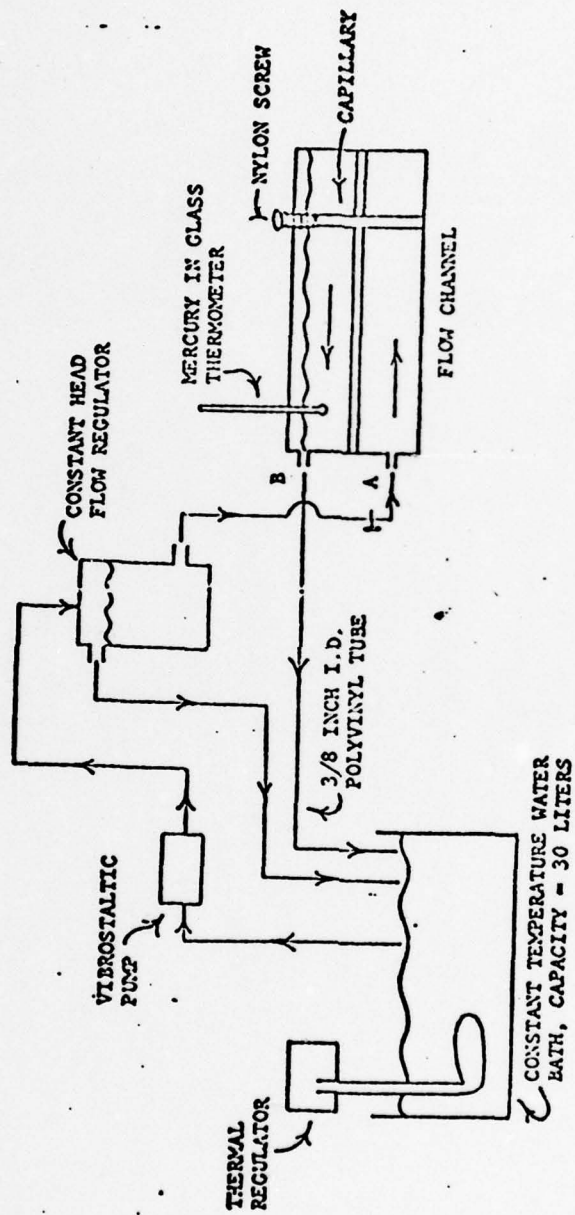 CONSTANT HEAD
FLOW REGULATOR
MERCURY IN GLASS
THERMOMETER
NYLON SCREW
CAPILLARY
FLOW CHANNEL
B
A
VIBROSTALTIC
PUMP
3/8 INCH I.D.
POLYVINYL TUBE
THERMAL
REGULATOR
CONSTANT TEMPERATURE WATER
BATH, CAPACITY = 30 LITERS